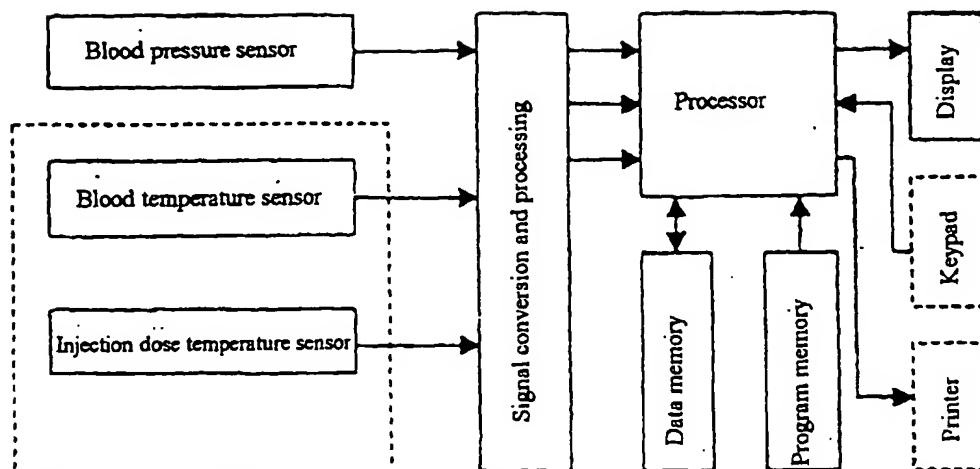 Blood pressure sensor
Blood temperature sensor
Injection dose temperature sensor
Signal conversion and processing
Processor
Data memory
Program memory
Display
Keypad
Printer